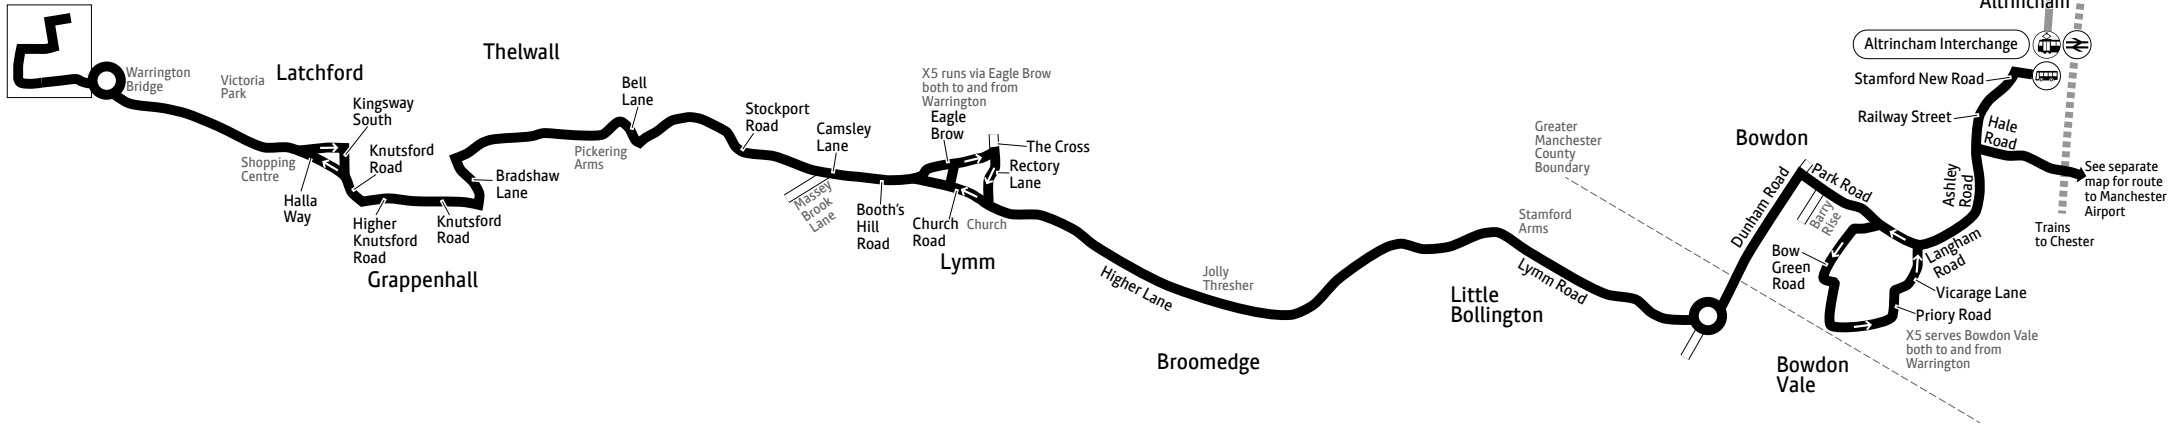 Warrington
Bridge
Victoria
Park
Latchford
Kingsway
South
Shopping
Centre
Halla
Way
Knutsford
Road
Higher
Knutsford
Road
Grappenhall
Knutsford
Road
Bradshaw
Lane
Thelwall
Pickering
Arms
Bell
Lane
Stockport
Road
Camsley
Lane
Massey
Brook
Lane
Booth's
Hill
Road
X5 runs via Eagle Brow
both to and from
Warrington
Eagle
Brow
The Cross
Rectory
Lane
Church
Road
Church
Lymm
Higher Lane
Jolly
Thresher
Broomedge
Little
Bollington
Stamford
Arms
Lymm Road
Greater
Manchester
County
Boundary
Dunham Road
Bowdon
Park Road
Barry
Rise
Bow
Green
Road
Bowdon
Vale
X5 serves Bowdon Vale
both to and from
Warrington
Priory Road
Vicarage Lane
Langham
Road
Ashley
Road
Hale
Road
Railway Street
Stamford New Road
Altrincham Interchange
Altrincham
See separate
map for route
to Manchester
Airport
Trains
to Chester